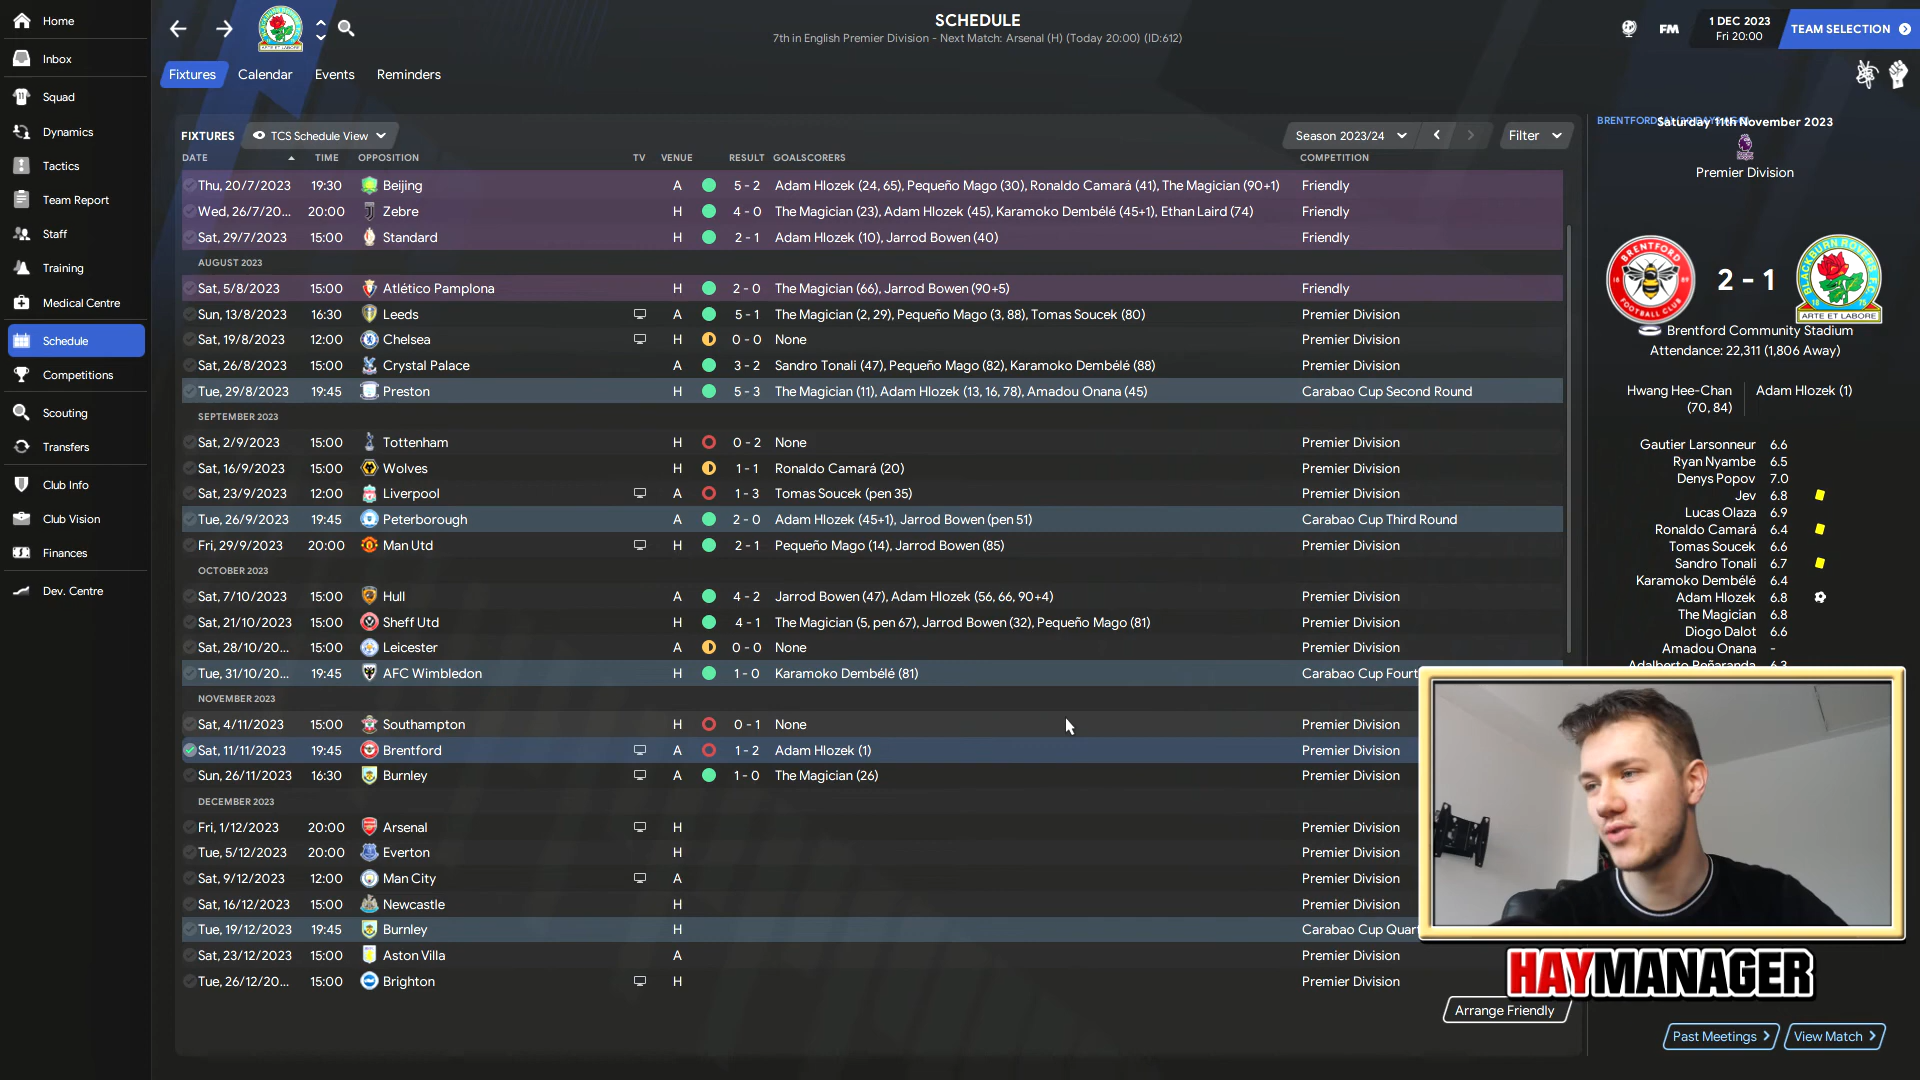 Home
Inbox
Squad
Dynamics
Tactics
Team Report
Staff
Training
Medical Centre
Schedule
Competitions
Scouting
Transfers
Club Info
Club Vision
Finances
Dev. Centre
SCHEDULE
7th in English Premier Division - Next Match: Arsenal (H) (Today 20:00) (ID:612)
FM
1 DEC 2023
Fri 20:00
TEAM SELECTION
Fixtures Calendar Events Reminders
FIXTURES TCS Schedule View Season 2023/24 Filter
DATE TIME OPPOSITION TV VENUE RESULT GOALSCORERS COMPETITION
Thu, 20/7/2023 19:30 Beijing A 5 - 2 Adam Hlozek (24, 65), Pequeño Mago (30), Ronaldo Camará (41), The Magician (90+1) Friendly
Wed, 26/7/20... 20:00 Zebre H 4 - 0 The Magician (23), Adam Hlozek (45), Karamoko Dembélé (45+1), Ethan Laird (74) Friendly
Sat, 29/7/2023 15:00 Standard H 2 - 1 Adam Hlozek (10), Jarrod Bowen (40) Friendly
AUGUST 2023
Sat, 5/8/2023 15:00 Atlético Pamplona H 2 - 0 The Magician (66), Jarrod Bowen (90+5) Friendly
Sun, 13/8/2023 16:30 Leeds A 5 - 1 The Magician (2, 29), Pequeño Mago (3, 88), Tomas Soucek (80) Premier Division
Sat, 19/8/2023 12:00 Chelsea H 0 - 0 None Premier Division
Sat, 26/8/2023 15:00 Crystal Palace A 3 - 2 Sandro Tonali (47), Pequeño Mago (82), Karamoko Dembélé (88) Premier Division
Tue, 29/8/2023 19:45 Preston H 5 - 3 The Magician (11), Adam Hlozek (13, 16, 78), Amadou Onana (45) Carabao Cup Second Round
SEPTEMBER 2023
Sat, 2/9/2023 15:00 Tottenham H 0 - 2 None Premier Division
Sat, 16/9/2023 15:00 Wolves H 1 - 1 Ronaldo Camará (20) Premier Division
Sat, 23/9/2023 12:00 Liverpool A 1 - 3 Tomas Soucek (pen 35) Premier Division
Tue, 26/9/2023 19:45 Peterborough A 2 - 0 Adam Hlozek (45+1), Jarrod Bowen (pen 51) Carabao Cup Third Round
Fri, 29/9/2023 20:00 Man Utd H 2 - 1 Pequeño Mago (14), Jarrod Bowen (85) Premier Division
OCTOBER 2023
Sat, 7/10/2023 15:00 Hull A 4 - 2 Jarrod Bowen (47), Adam Hlozek (56, 66, 90+4) Premier Division
Sat, 21/10/2023 15:00 Sheff Utd H 4 - 1 The Magician (5, pen 67), Jarrod Bowen (32), Pequeño Mago (81) Premier Division
Sat, 28/10/20... 15:00 Leicester A 0 - 0 None Premier Division
Tue, 31/10/20... 19:45 AFC Wimbledon H 1 - 0 Karamoko Dembélé (81) Carabao Cup Fourt
NOVEMBER 2023
Sat, 4/11/2023 15:00 Southampton H 0 - 1 None Premier Division
Sat, 11/11/2023 19:45 Brentford A 1 - 2 Adam Hlozek (1) Premier Division
Sun, 26/11/2023 16:30 Burnley A 1 - 0 The Magician (26) Premier Division
DECEMBER 2023
Fri, 1/12/2023 20:00 Arsenal H Premier Division
Tue, 5/12/2023 20:00 Everton H Premier Division
Sat, 9/12/2023 12:00 Man City A Premier Division
Sat, 16/12/2023 15:00 Newcastle H Premier Division
Tue, 19/12/2023 19:45 Burnley H Carabao Cup Quar
Sat, 23/12/2023 15:00 Aston Villa A Premier Division
Tue, 26/12/20... 15:00 Brighton H Premier Division
Arrange Friendly
Saturday 11th November 2023
Premier Division
BRENTFORD
FOOTBALL CLUB
2 - 1
BLACKBURN ROVERS F.C.
18 75
ARTE ET LABORE
Brentford Community Stadium
Attendance: 22,311 (1,806 Away)
Hwang Hee-Chan Adam Hlozek (1)
(70, 84)
Gautier Larsonneur 6.6
Ryan Nyambe 6.5
Denys Popov 7.0
Jev 6.8
Lucas Olaza 6.9
Ronaldo Camará 6.4
Tomas Soucek 6.6
Sandro Tonali 6.7
Karamoko Dembélé 6.4
Adam Hlozek 6.8
The Magician 6.8
Diogo Dalot 6.6
Amadou Onana -
Adalberto Peñaranda 6.3
HAYMANAGER
Past Meetings View Match